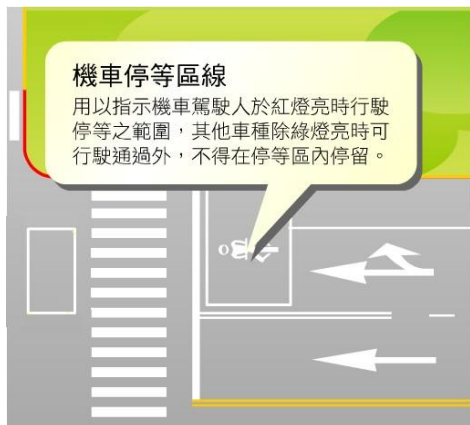 機車停等區線
用以指示機車駕駛人於紅燈亮時行駛
停等之範圍，其他車種除綠燈亮時可
行駛通過外，不得在停等區內停留。